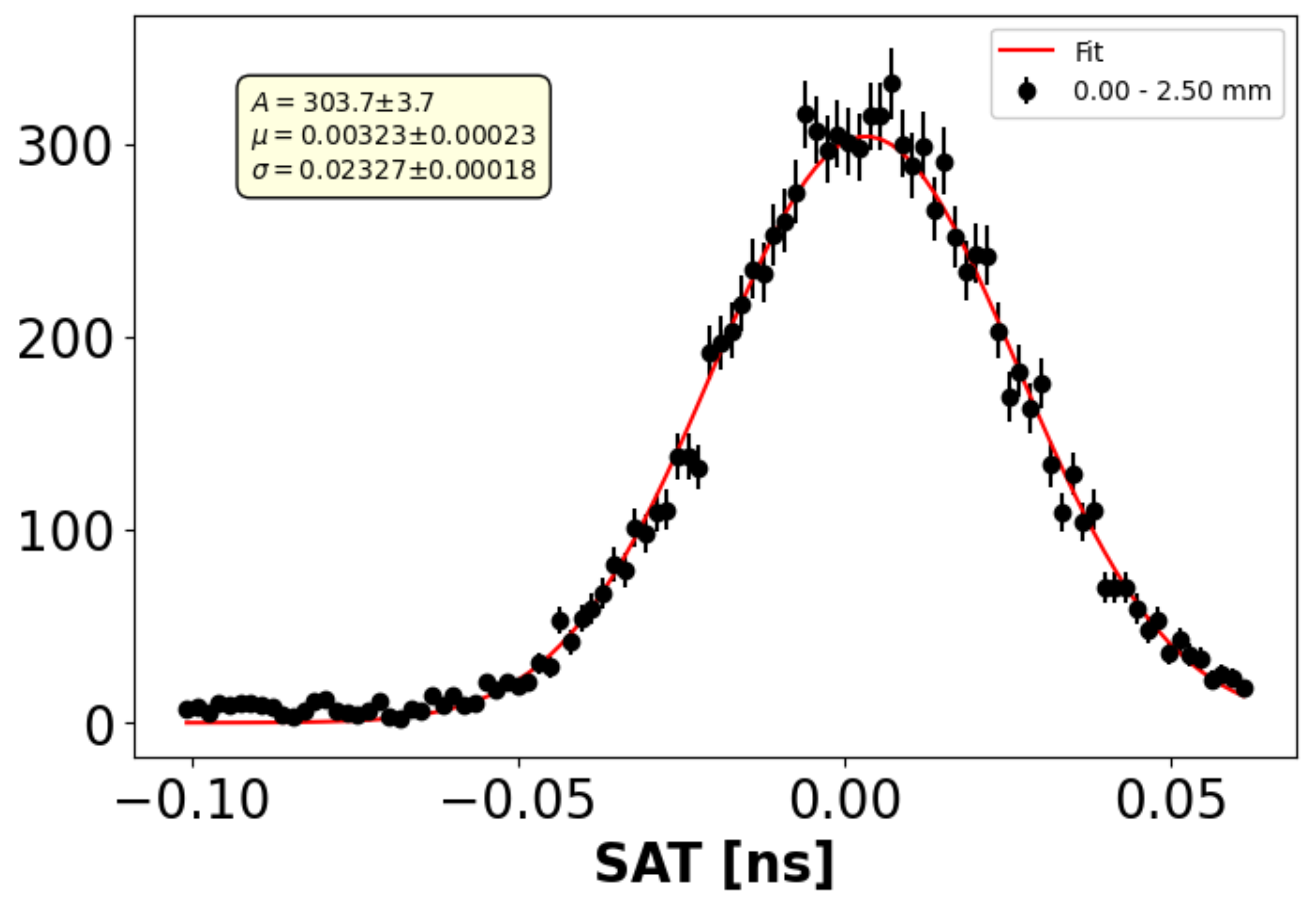 Fit
0.00 - 2.50 mm
A = 303.7±3.7
μ = 0.00323±0.00023
σ = 0.02327±0.00018
300
200
100
0
−0.10 −0.05 0.00 0.05
SAT [ns]